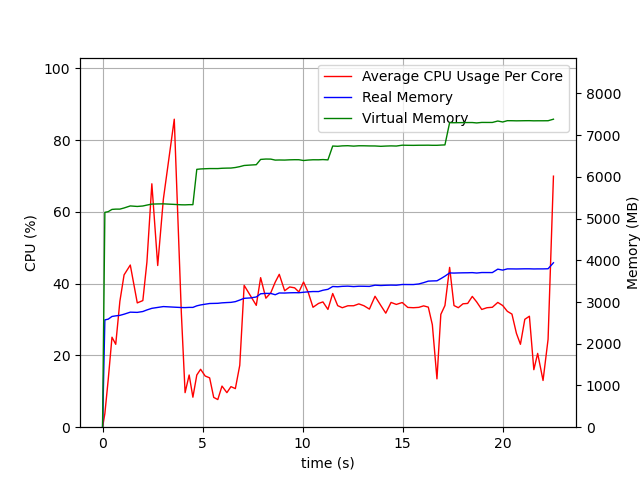 Average CPU Usage Per Core
Real Memory
Virtual Memory
CPU (%)
100
80
60
40
20
0
8000
7000
6000
5000
4000
3000
2000
1000
0
Memory (MB)
0 5 10 15 20
time (s)